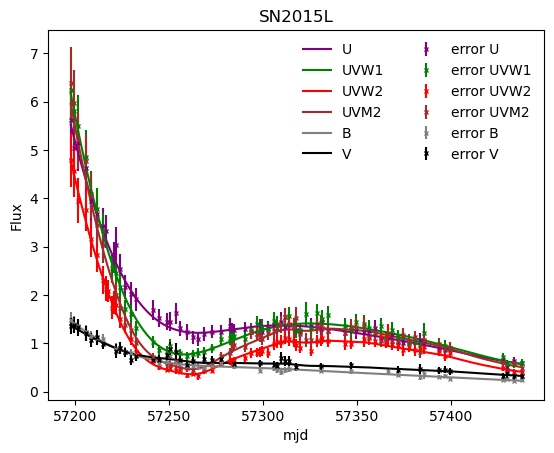 SN2015L
Flux
7
6
5
4
3
2
1
0
U
UVW1
UVW2
UVM2
B
V
error U
error UVW1
error UVW2
error UVM2
error B
error V
57200
57250
57300
57350
57400
mjd